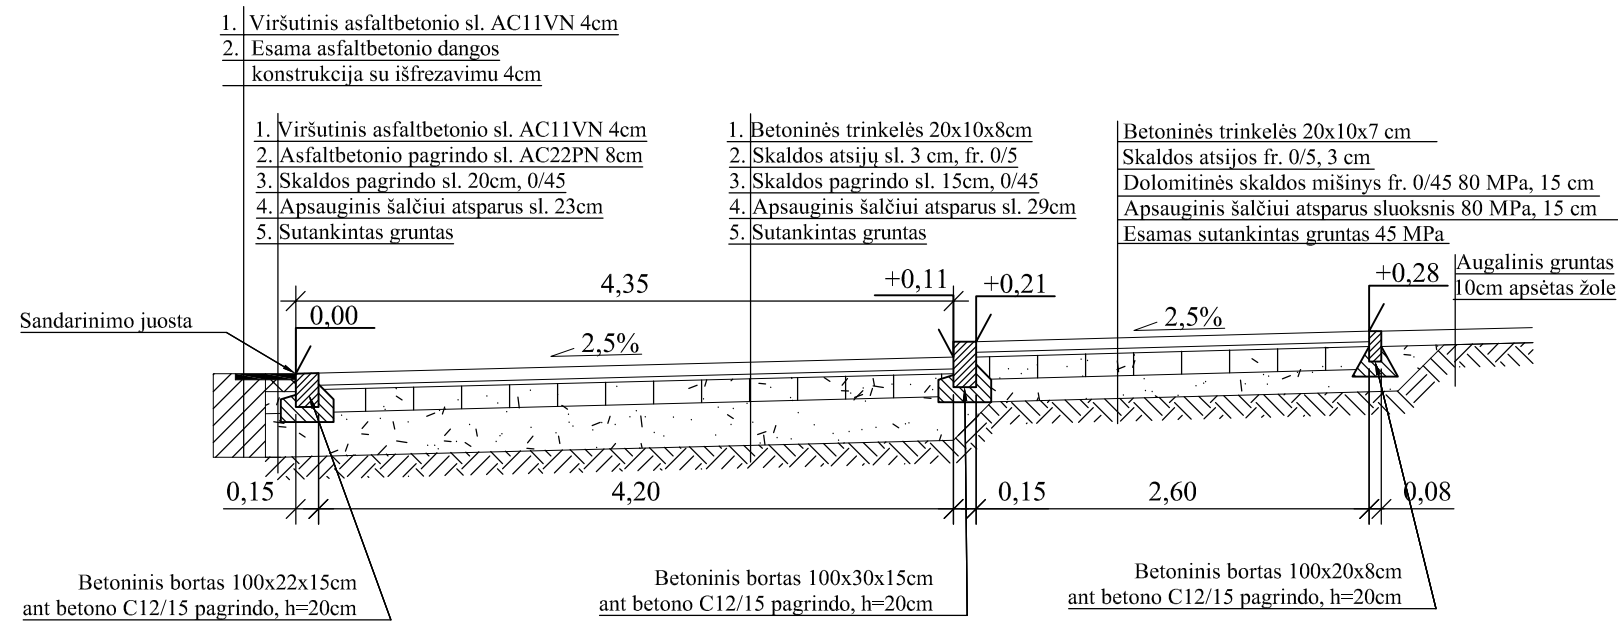 1. Viršutinis asfaltbetonio sl. AC11VN 4cm
2. Esama asfaltbetonio dangos
konstrukcija su išfrezavimu 4cm
1. Viršutinis asfaltbetonio sl. AC11VN 4cm
2. Asfaltbetonio pagrindo sl. AC22PN 8cm
3. Skaldos pagrindo sl. 20cm, 0/45
4. Apsauginis šalčiui atsparus sl. 23cm
5. Sutankintas gruntas
1. Betoninės trinkelės 20x10x8cm
2. Skaldos atsijų sl. 3 cm, fr. 0/5
3. Skaldos pagrindo sl. 15cm, 0/45
4. Apsauginis šalčiui atsparus sl. 29cm
5. Sutankintas gruntas
Betoninės trinkelės 20x10x7 cm
Skaldos atsijos fr. 0/5, 3 cm
Dolomitinės skaldos mišinys fr. 0/45 80 MPa, 15 cm
Apsauginis šalčiui atsparus sluoksnis 80 MPa, 15 cm
Esamas sutankintas gruntas 45 MPa
Augalinis gruntas
10cm apsėtas žole
Sandarinimo juosta
0,00
4,35
+0,11
+0,21
+0,28
2,5%
2,5%
0,15
4,20
0,15
2,60
0,08
Betoninis bortas 100x22x15cm
ant betono C12/15 pagrindo, h=20cm
Betoninis bortas 100x30x15cm
ant betono C12/15 pagrindo, h=20cm
Betoninis bortas 100x20x8cm
ant betono C12/15 pagrindo, h=20cm